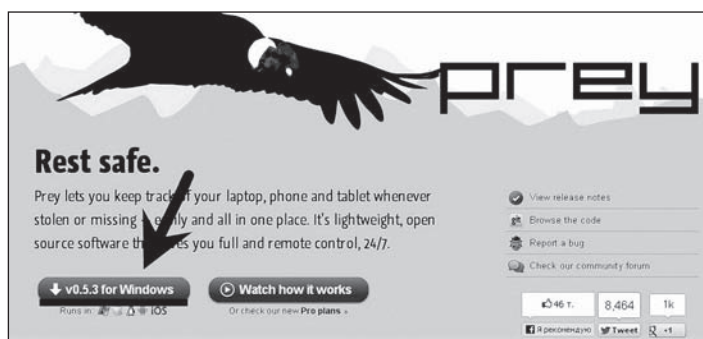 prey
Rest safe.
Prey lets you keep track of your laptop, phone and tablet whenever
stolen or missing - easily and all in one place. It's lightweight, open
source software that gives you full and remote control, 24/7.
v0.5.3 for Windows
Watch how it works
Runs in: iOS
Or check our new Pro plans »
View release notes
Browse the code
Report a bug
Check our community forum
46 т.
8,464
1k
Я рекомендую
Tweet
+1